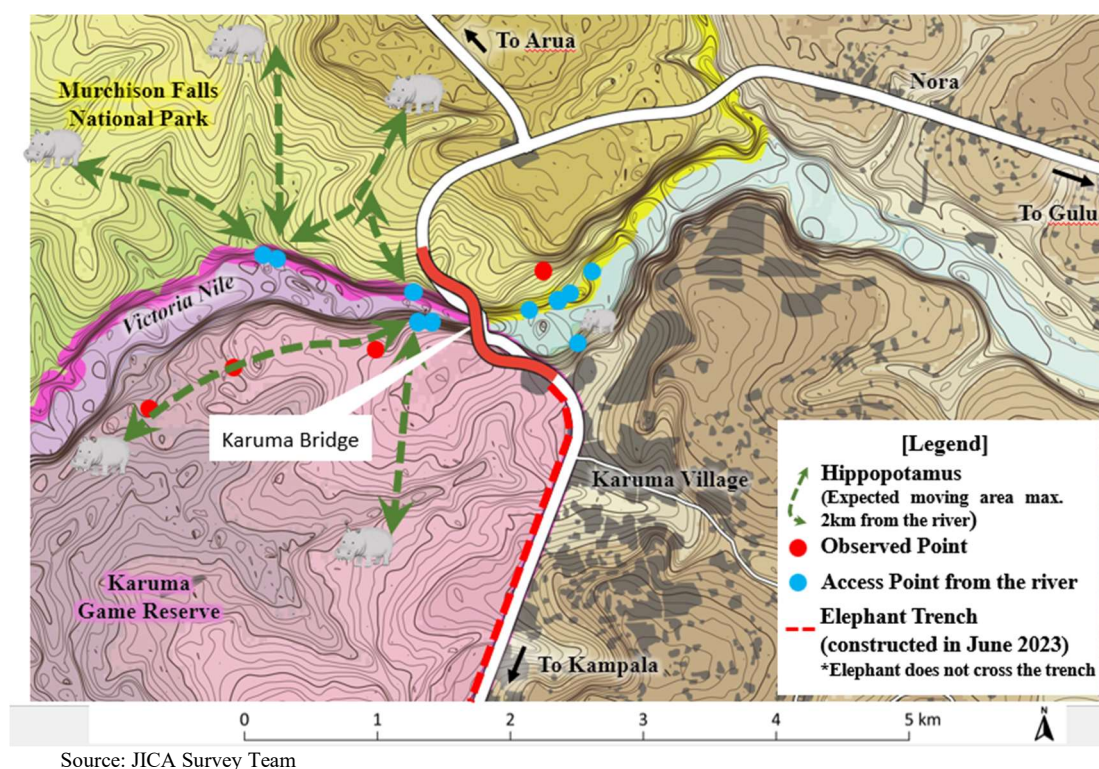 To Arua
Murchison Falls
National Park
Nora
To Gulu
Victoria Nile
Karuma Bridge
Karuma Village
Karuma
Game Reserve
To Kampala
[Legend]
Hippopotamus
(Expected moving area max.
2km from the river)
Observed Point
Access Point from the river
Elephant Trench
(constructed in June 2023)
*Elephant does not cross the trench
0 1 2 3 4 5 km
N
Source: JICA Survey Team